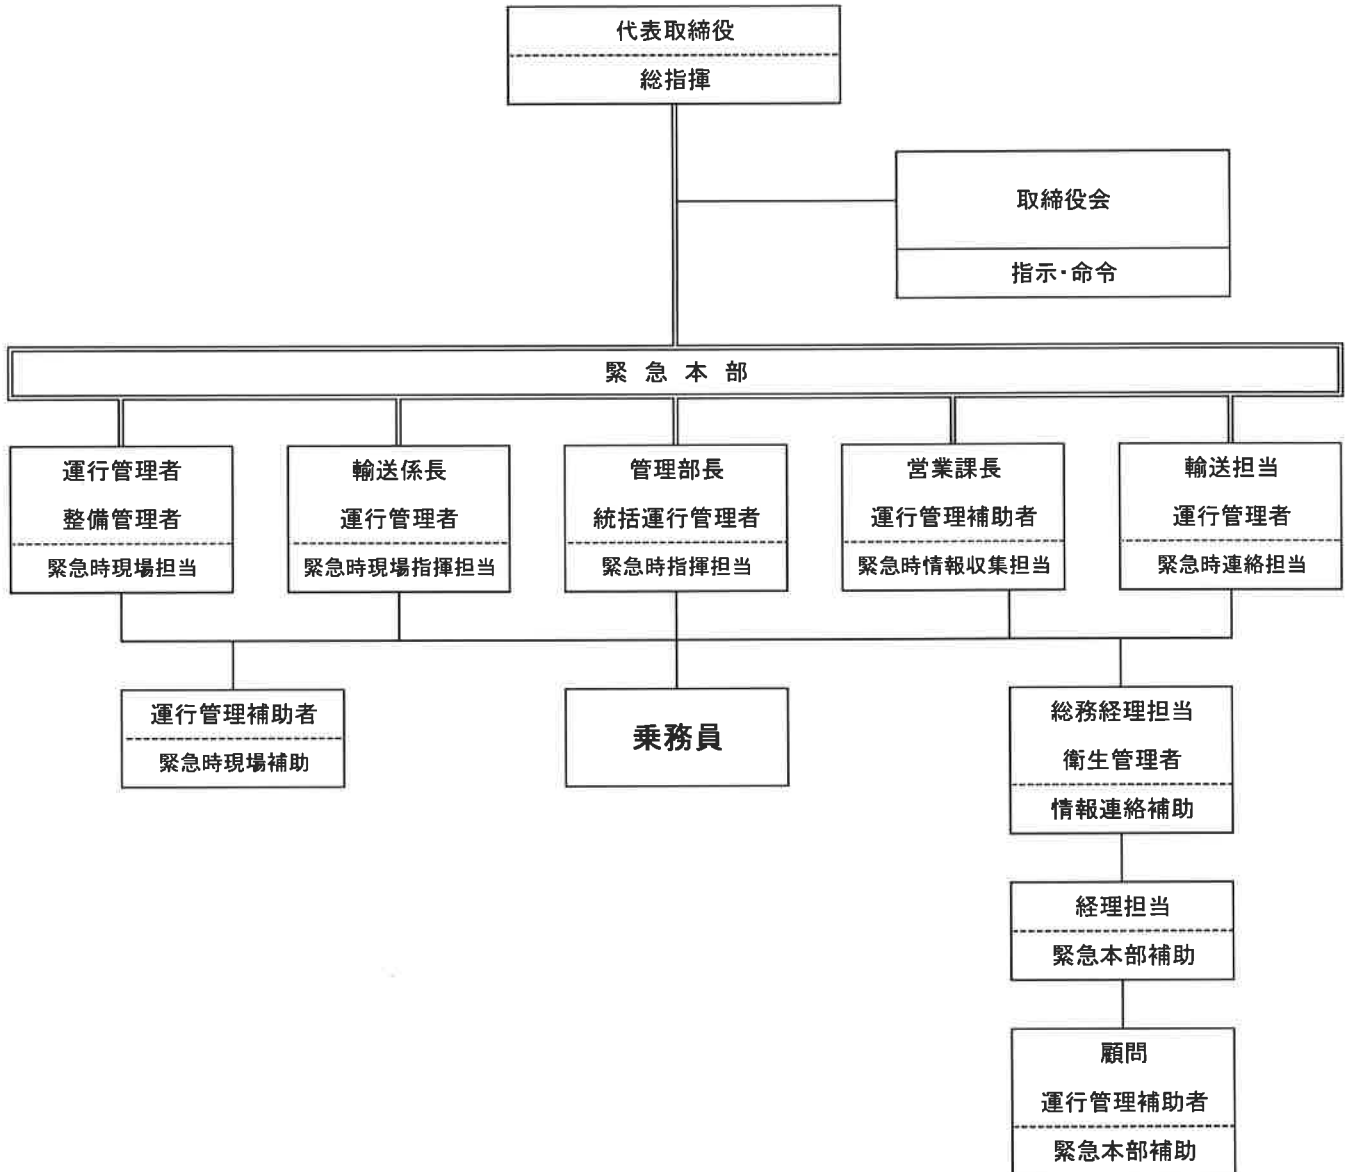 代表取締役
総指揮
取締役会
指示・命令
緊急本部
運行管理者
整備管理者
緊急時現場担当
輸送係長
運行管理者
緊急時現場指揮担当
管理部長
統括運行管理者
緊急時指揮担当
営業課長
運行管理補助者
緊急時情報収集担当
輸送担当
運行管理者
緊急時連絡担当
運行管理補助者
緊急時現場補助
乗務員
総務経理担当
衛生管理者
情報連絡補助
経理担当
緊急本部補助
顧問
運行管理補助者
緊急本部補助